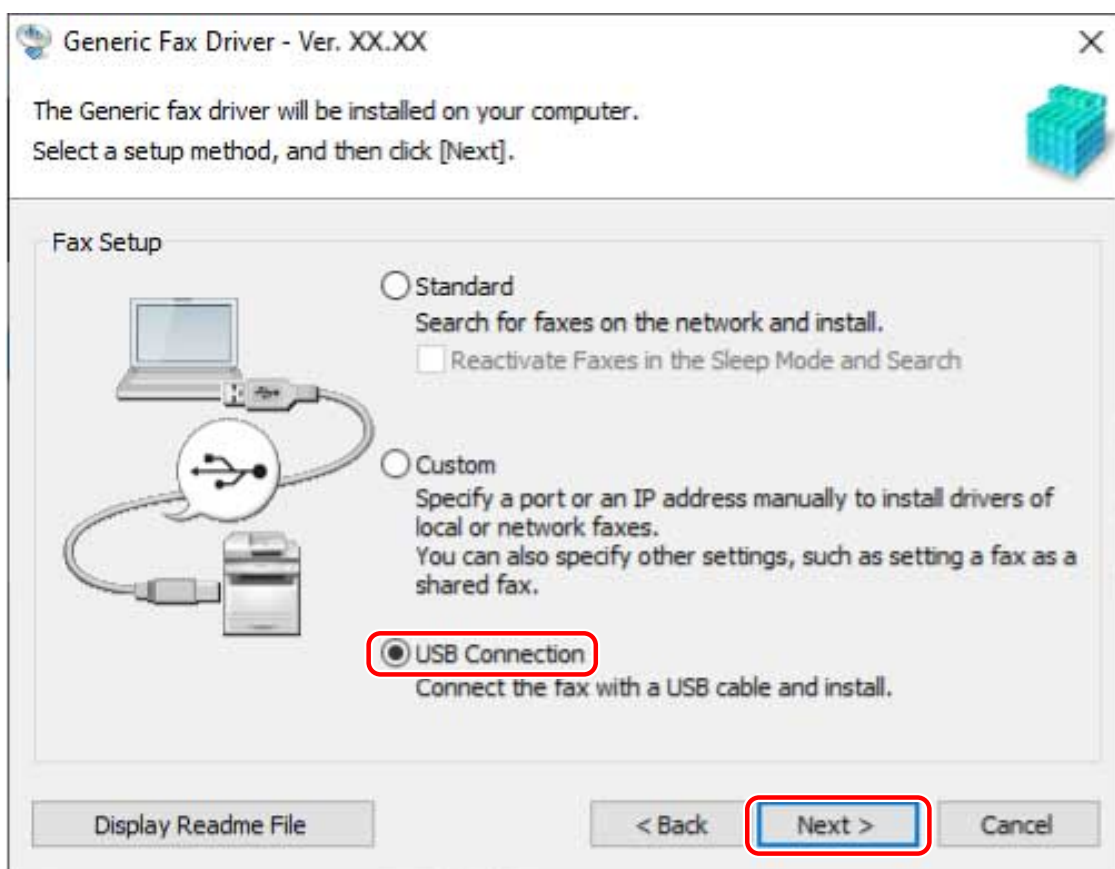 Generic Fax Driver - Ver. XX.XX
The Generic fax driver will be installed on your computer.
Select a setup method, and then click [Next].
Fax Setup
Standard
Search for faxes on the network and install.
Reactivate Faxes in the Sleep Mode and Search
Custom
Specify a port or an IP address manually to install drivers of
local or network faxes.
You can also specify other settings, such as setting a fax as a
shared fax.
USB Connection
Connect the fax with a USB cable and install.
Display Readme File
< Back
Next >
Cancel